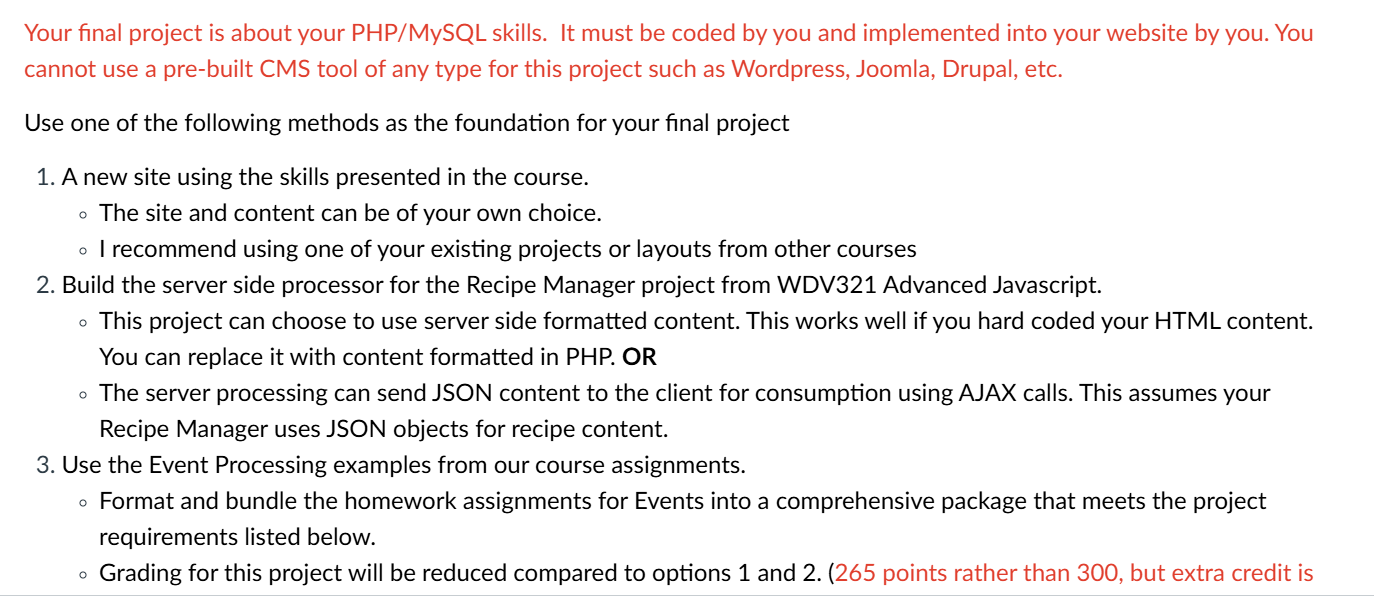 Your final project is about your PHP/MySQL skills.  It must be coded by you and implemented into your website by you. You
cannot use a pre-built CMS tool of any type for this project such as Wordpress, Joomla, Drupal, etc.
Use one of the following methods as the foundation for your final project
1. A new site using the skills presented in the course.
◦ The site and content can be of your own choice.
◦ I recommend using one of your existing projects or layouts from other courses
2. Build the server side processor for the Recipe Manager project from WDV321 Advanced Javascript.
◦ This project can choose to use server side formatted content. This works well if you hard coded your HTML content.
You can replace it with content formatted in PHP. OR
◦ The server processing can send JSON content to the client for consumption using AJAX calls. This assumes your
Recipe Manager uses JSON objects for recipe content.
3. Use the Event Processing examples from our course assignments.
◦ Format and bundle the homework assignments for Events into a comprehensive package that meets the project
requirements listed below.
◦ Grading for this project will be reduced compared to options 1 and 2. (265 points rather than 300, but extra credit is